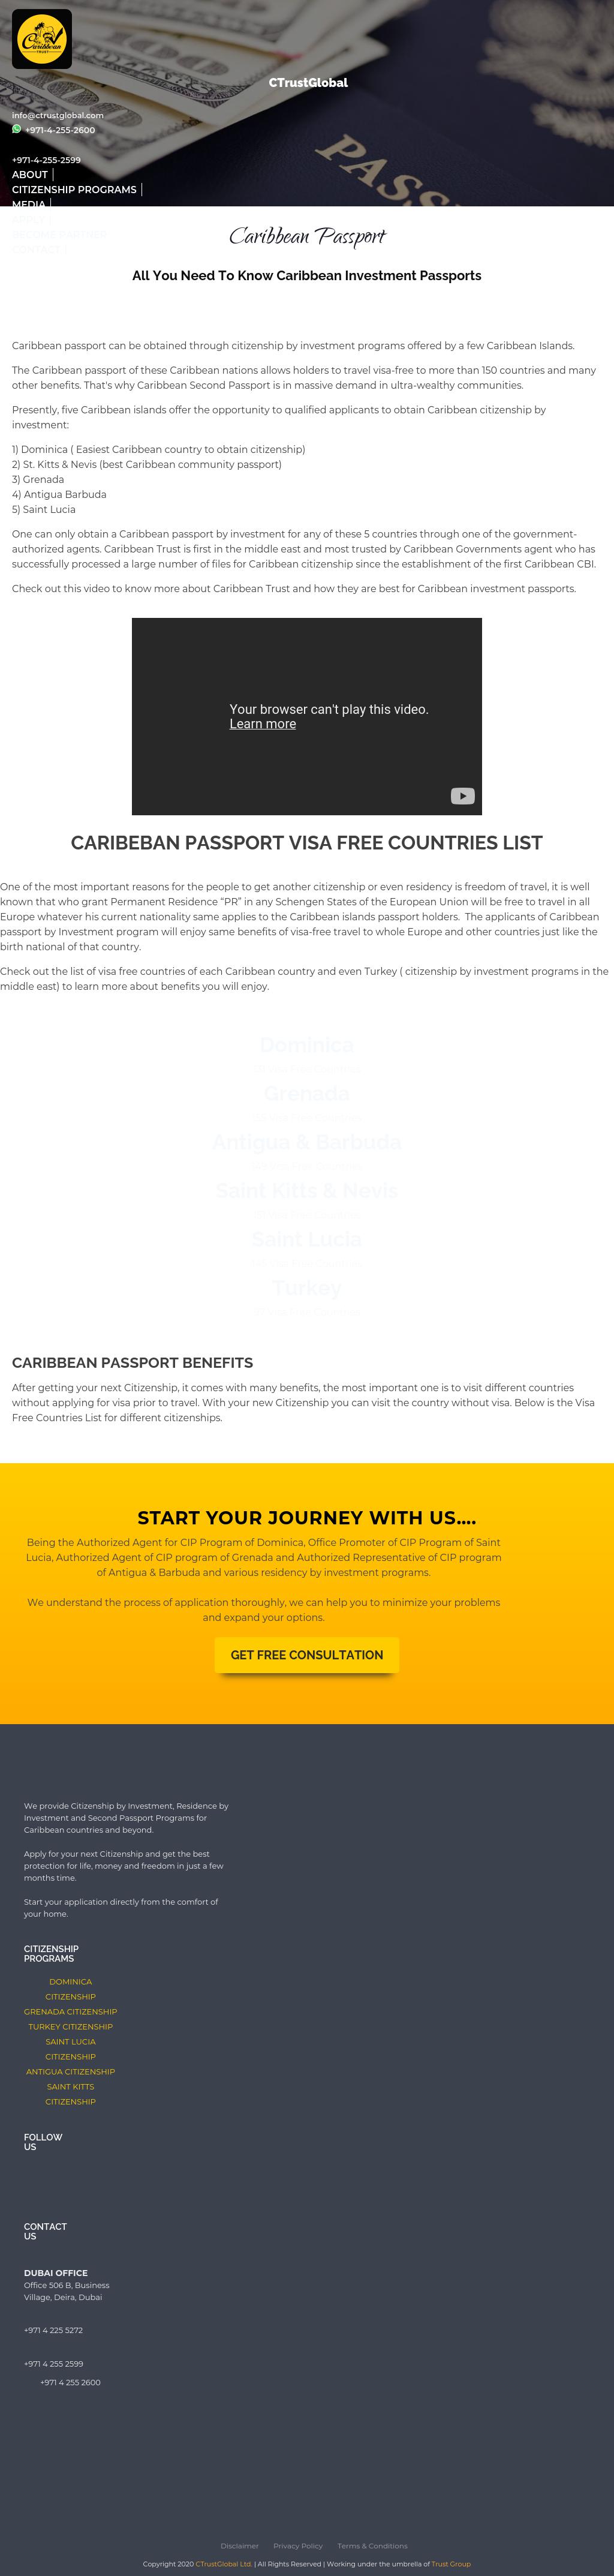 Caribbean
TRUST
CTrustGlobal
PASS
info@ctrustglobal.com
+971-4-255-2600
+971-4-255-2599
ABOUT
CITIZENSHIP PROGRAMS
MEDIA
Caribbean Passport
All You Need To Know Caribbean Investment Passports
Caribbean passport can be obtained through citizenship by investment programs offered by a few Caribbean Islands.
The Caribbean passport of these Caribbean nations allows holders to travel visa-free to more than 150 countries and many
other benefits. That's why Caribbean Second Passport is in massive demand in ultra-wealthy communities.
Presently, five Caribbean islands offer the opportunity to qualified applicants to obtain Caribbean citizenship by
investment:
1) Dominica ( Easiest Caribbean country to obtain citizenship)
2) St. Kitts & Nevis (best Caribbean community passport)
3) Grenada
4) Antigua Barbuda
5) Saint Lucia
One can only obtain a Caribbean passport by investment for any of these 5 countries through one of the government-
authorized agents. Caribbean Trust is first in the middle east and most trusted by Caribbean Governments agent who has
successfully processed a large number of files for Caribbean citizenship since the establishment of the first Caribbean CBI.
Check out this video to know more about Caribbean Trust and how they are best for Caribbean investment passports.
Your browser can't play this video.
Learn more
CARIBEBAN PASSPORT VISA FREE COUNTRIES LIST
One of the most important reasons for the people to get another citizenship or even residency is freedom of travel, it is well
known that who grant Permanent Residence “PR” in any Schengen States of the European Union will be free to travel in all
Europe whatever his current nationality same applies to the Caribbean islands passport holders.  The applicants of Caribbean
passport by Investment program will enjoy same benefits of visa-free travel to whole Europe and other countries just like the
birth national of that country.
Check out the list of visa free countries of each Caribbean country and even Turkey ( citizenship by investment programs in the
middle east) to learn more about benefits you will enjoy.
Dominica
Grenada
Antigua & Barbuda
Saint Kitts & Nevis
Saint Lucia
Turkey
CARIBBEAN PASSPORT BENEFITS
After getting your next Citizenship, it comes with many benefits, the most important one is to visit different countries
without applying for visa prior to travel. With your new Citizenship you can visit the country without visa. Below is the Visa
Free Countries List for different citizenships.
START YOUR JOURNEY WITH US....
Being the Authorized Agent for CIP Program of Dominica, Office Promoter of CIP Program of Saint
Lucia, Authorized Agent of CIP program of Grenada and Authorized Representative of CIP program
of Antigua & Barbuda and various residency by investment programs.
We understand the process of application thoroughly, we can help you to minimize your problems
and expand your options.
GET FREE CONSULTATION
We provide Citizenship by Investment, Residence by
Investment and Second Passport Programs for
Caribbean countries and beyond.
Apply for your next Citizenship and get the best
protection for life, money and freedom in just a few
months time.
Start your application directly from the comfort of
your home.
CITIZENSHIP
PROGRAMS
DOMINICA
CITIZENSHIP
GRENADA CITIZENSHIP
TURKEY CITIZENSHIP
SAINT LUCIA
CITIZENSHIP
ANTIGUA CITIZENSHIP
SAINT KITTS
CITIZENSHIP
FOLLOW
US
CONTACT
US
DUBAI OFFICE
Office 506 B, Business
Village, Deira, Dubai
+971 4 225 5272
+971 4 255 2599
+971 4 255 2600
Disclaimer Privacy Policy Terms & Conditions
Copyright 2020 CTrustGlobal Ltd. | All Rights Reserved | Working under the umbrella of Trust Group